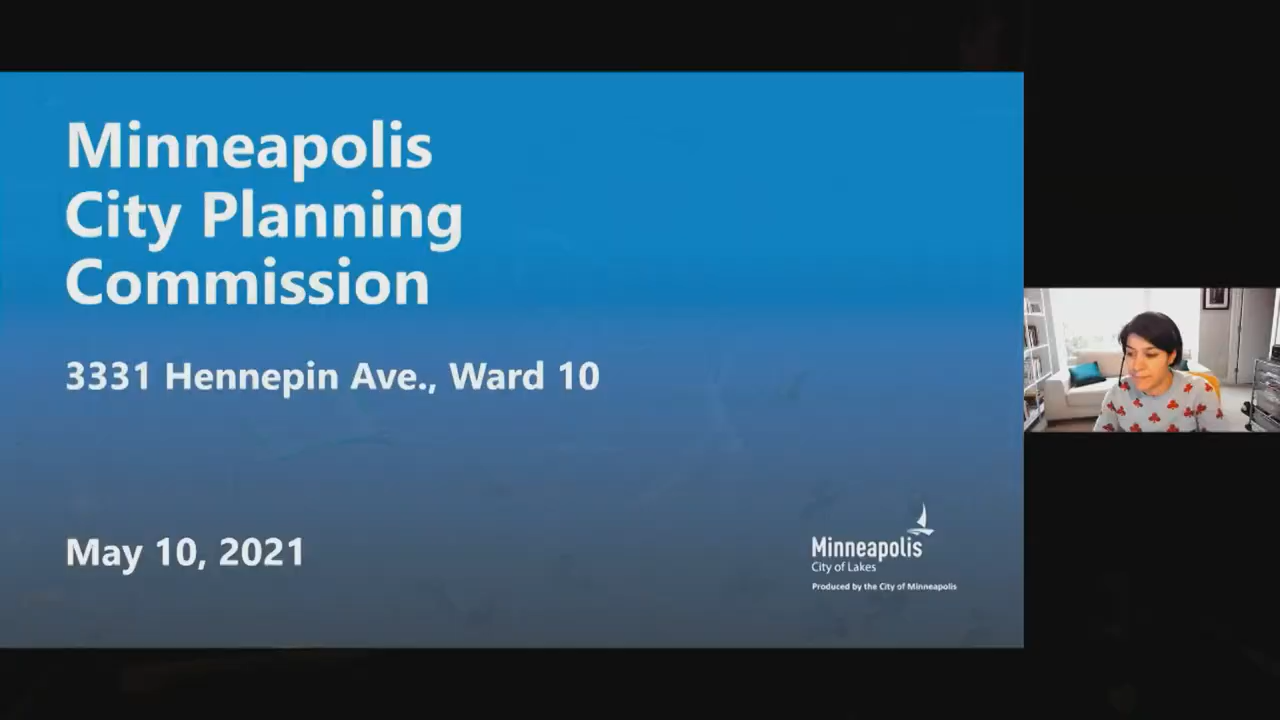 Minneapolis
City Planning
Commission
3331 Hennepin Ave., Ward 10
May 10, 2021
Minneapolis
City of Lakes
Produced by the City of Minneapolis